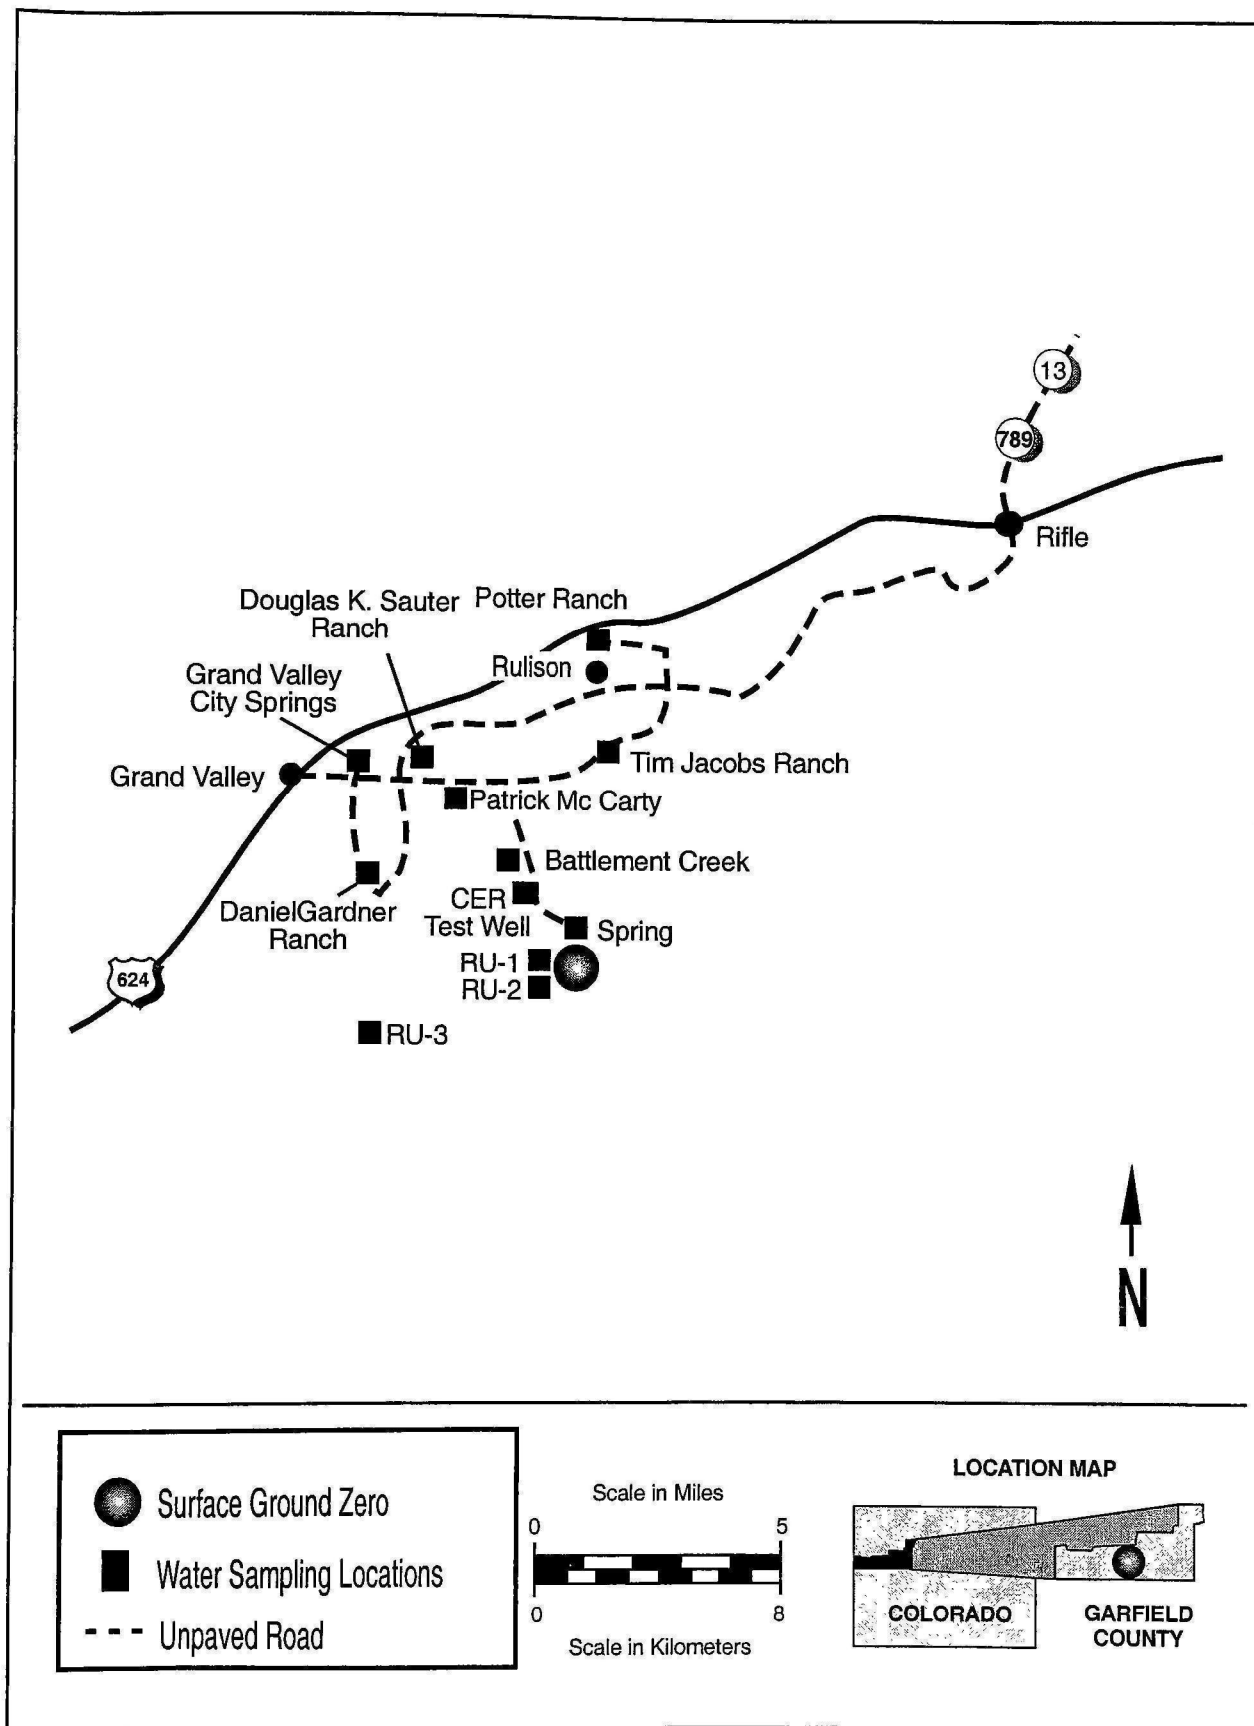 13
789
Rifle
Douglas K. Sauter
Ranch
Potter Ranch
Rulison
Grand Valley
City Springs
Grand Valley
Tim Jacobs Ranch
Patrick Mc Carty
Battlement Creek
CER
Test Well
Spring
DanielGardner
Ranch
RU-1
RU-2
RU-3
624
N
Surface Ground Zero
Water Sampling Locations
Unpaved Road
Scale in Miles
0 5
0 8
Scale in Kilometers
LOCATION MAP
COLORADO
GARFIELD
COUNTY